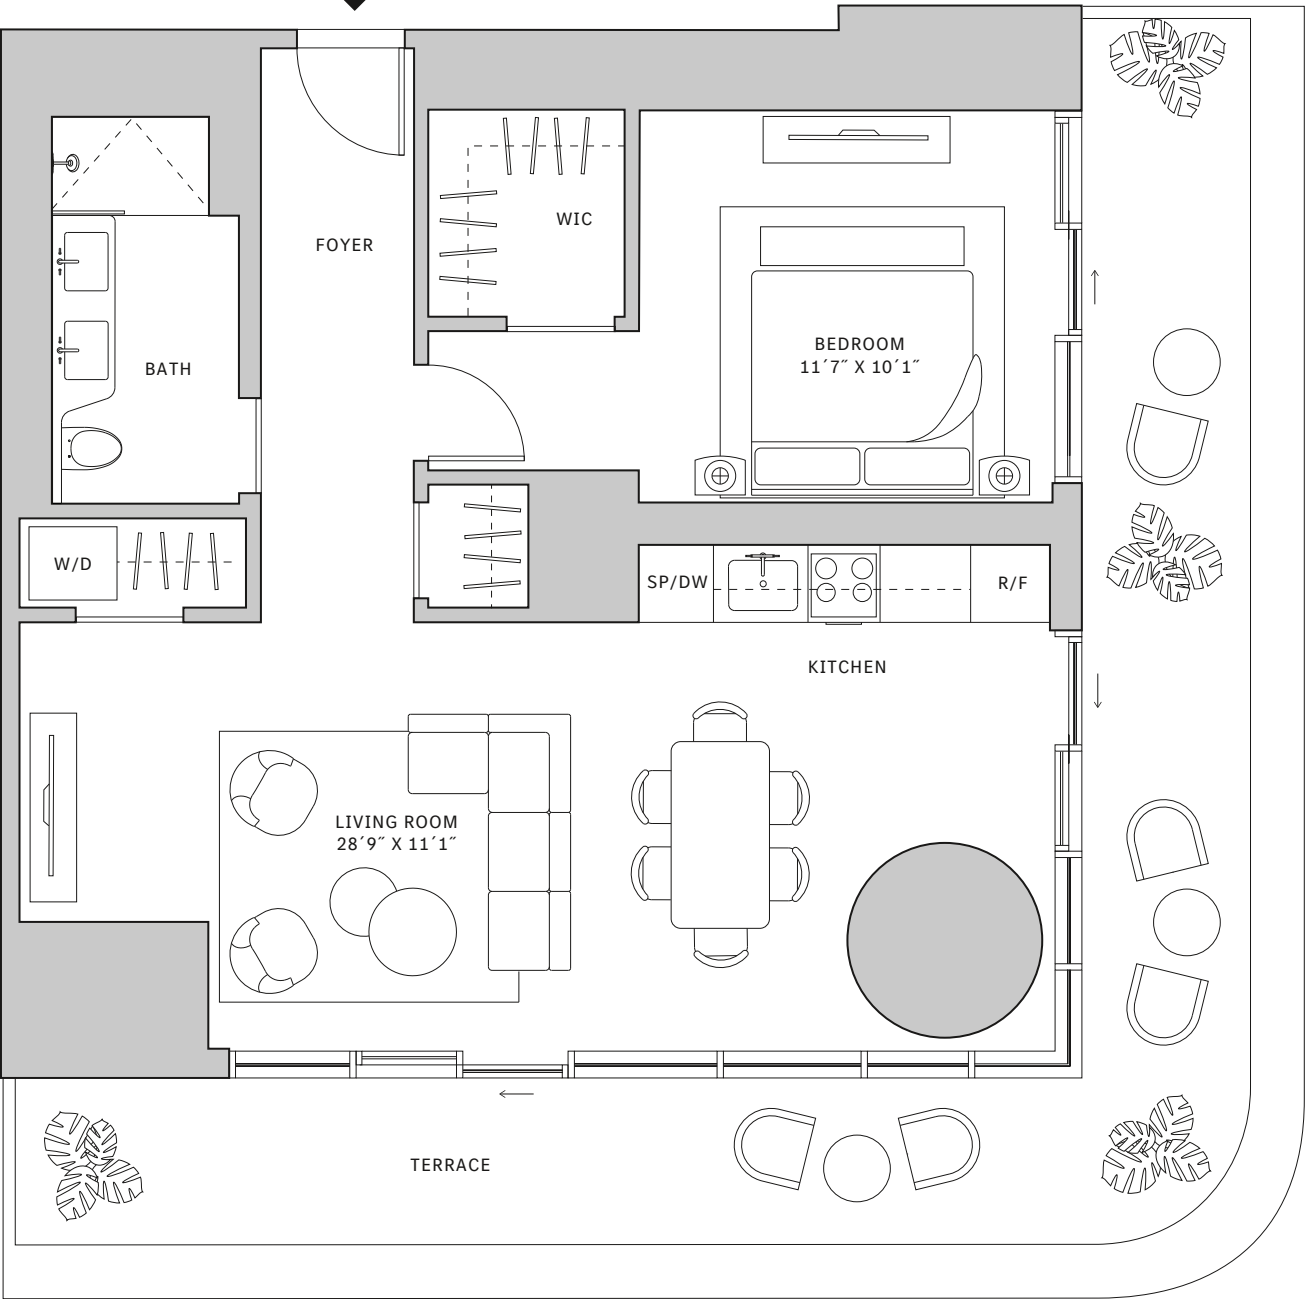 WIC
FOYER
BEDROOM
11´7˝ X 10´1˝
BATH
W/D
SP/DW
R/F
KITCHEN
LIVING ROOM
28´9˝ X 11´1˝
TERRACE